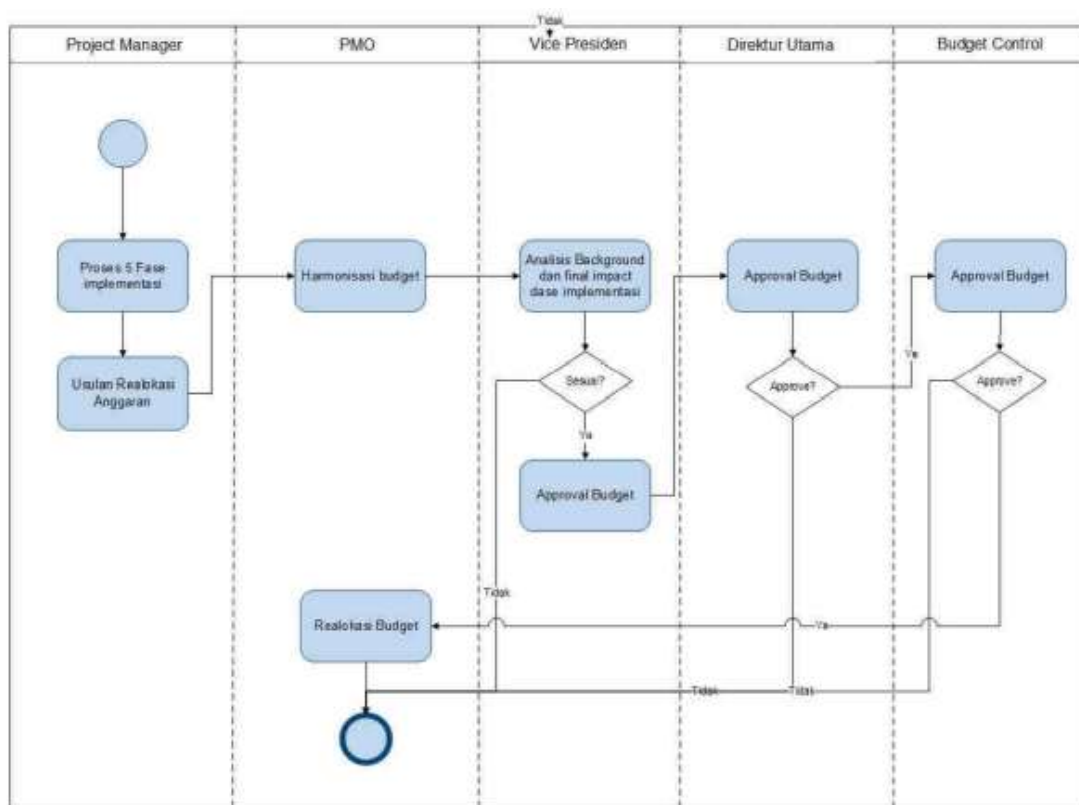 Tidak
Project Manager
PMO
Vice Presiden
Direktur Utama
Budget Control
Proses 5 Fase
implementasi
Harmonisasi budget
Analisis Background
dan final impact
dase implementasi
Approval Budget
Approval Budget
Ya
Usulan Realokasi
Anggaran
Sesuai?
Approve?
Approve?
Ya
Approval Budget
Tidak
Realokasi Budget
Ya
Tidak
Tidak